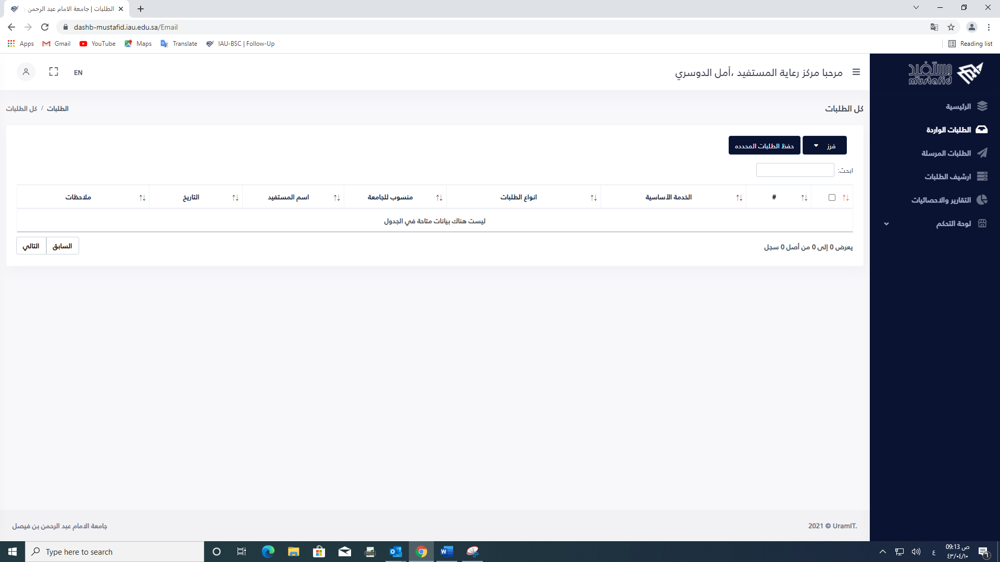 الطلبات | جامعة الامام عبد الرحمن
dashb-mustafid.iau.edu.sa/Email
Apps Gmail YouTube Maps Translate IAU-BSC | Follow-Up Reading list
مستفيد
mustafid
مرحبا مركز رعاية المستفيد ،أمل الدوسري
EN
الرئيسية
الطلبات الواردة
الطلبات المرسلة
ارشيف الطلبات
التقارير والاحصائيات
لوحة التحكم
كل الطلبات
الطلبات / كل الطلبات
فرز
حفظ الطلبات المحدده
ابحث:
# الخدمة الأساسية انواع الطلبات منسوب للجامعة اسم المستفيد التاريخ ملاحظات
ليست هناك بيانات متاحة في الجدول
يعرض 0 إلى 0 من أصل 0 سجل
السابق التالي
2021 © UramIT.
جامعة الامام عبد الرحمن بن فيصل
Type here to search
ع
09:13 ص
٤٣/٠٤/١٠